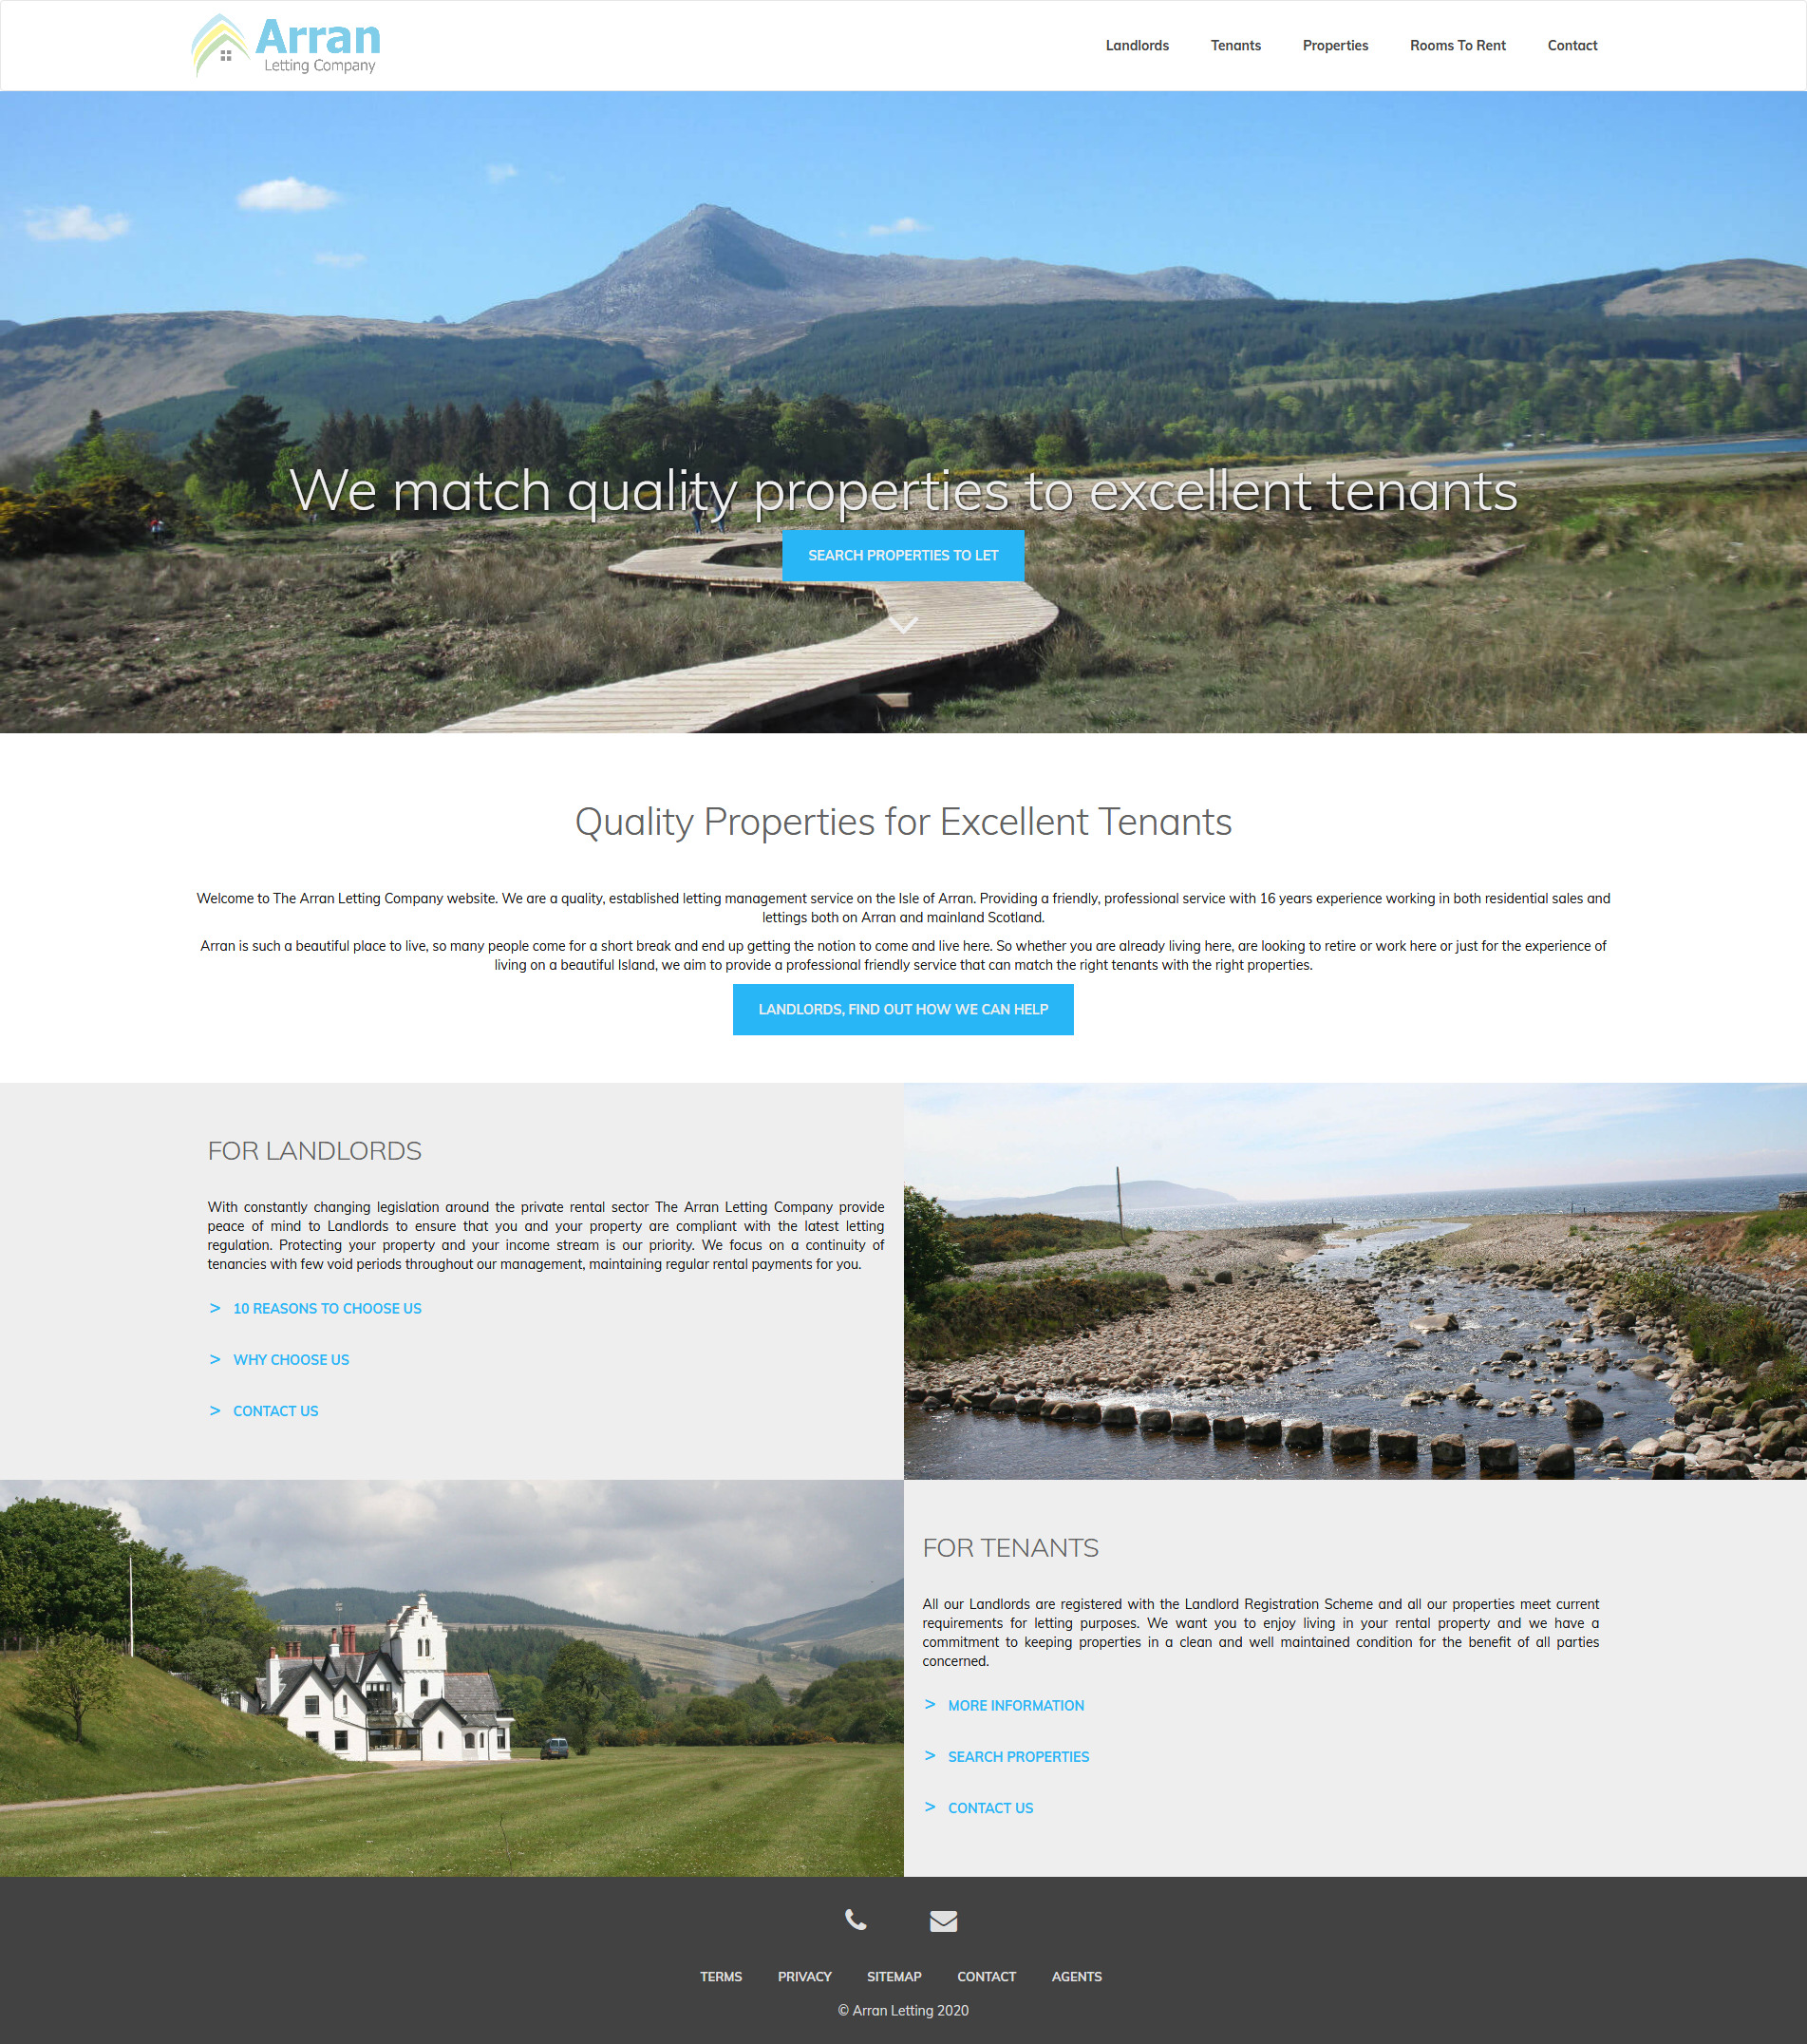 Arran
Letting Company
Landlords
Tenants
Properties
Rooms To Rent
Contact
We match quality properties to excellent tenants
SEARCH PROPERTIES TO LET
Quality Properties for Excellent Tenants
Welcome to The Arran Letting Company website. We are a quality, established letting management service on the Isle of Arran. Providing a friendly, professional service with 16 years experience working in both residential sales and
lettings both on Arran and mainland Scotland.
Arran is such a beautiful place to live, so many people come for a short break and end up getting the notion to come and live here. So whether you are already living here, are looking to retire or work here or just for the experience of
living on a beautiful Island, we aim to provide a professional friendly service that can match the right tenants with the right properties.
LANDLORDS, FIND OUT HOW WE CAN HELP
FOR LANDLORDS
With constantly changing legislation around the private rental sector The Arran Letting Company provide
peace of mind to Landlords to ensure that you and your property are compliant with the latest letting
regulation. Protecting your property and your income stream is our priority. We focus on a continuity of
tenancies with few void periods throughout our management, maintaining regular rental payments for you.
> 10 REASONS TO CHOOSE US
> WHY CHOOSE US
> CONTACT US
FOR TENANTS
All our Landlords are registered with the Landlord Registration Scheme and all our properties meet current
requirements for letting purposes. We want you to enjoy living in your rental property and we have a
commitment to keeping properties in a clean and well maintained condition for the benefit of all parties
concerned.
> MORE INFORMATION
> SEARCH PROPERTIES
> CONTACT US
TERMS
PRIVACY
SITEMAP
CONTACT
AGENTS
© Arran Letting 2020